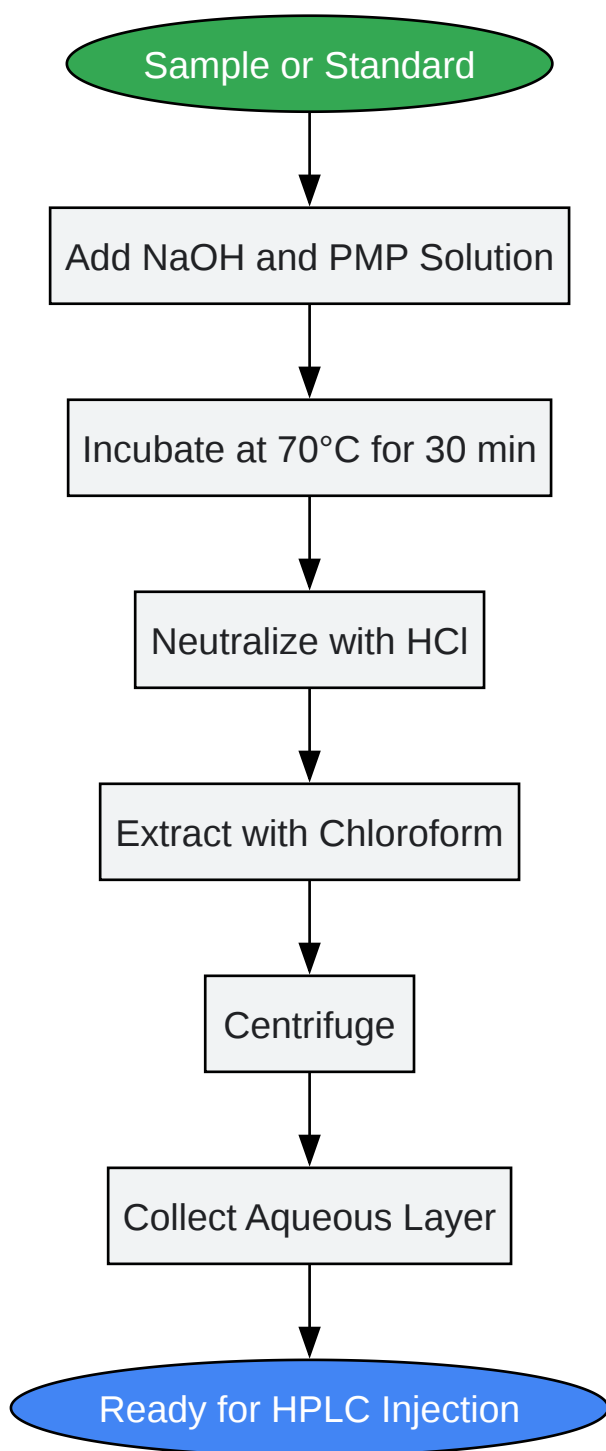 Sample or Standard
Add NaOH and PMP Solution
Incubate at 70°C for 30 min
Neutralize with HCl
Extract with Chloroform
Centrifuge
Collect Aqueous Layer
Ready for HPLC Injection